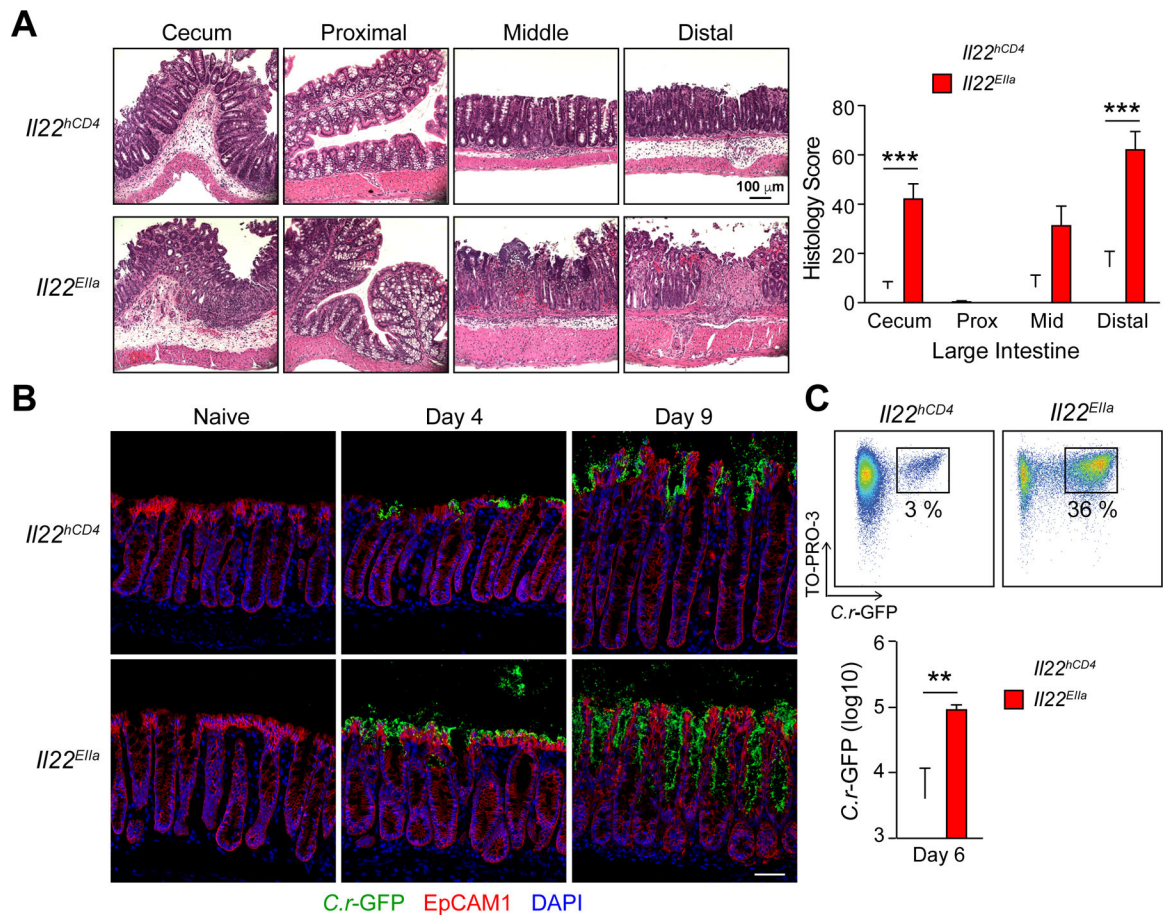 A
Cecum Proximal Middle Distal
Il22hCD4
Il22EIIa
100 μm
Il22hCD4
Il22EIIa
Histology Score
80
60
40
20
0
***
***
Cecum Prox Mid Distal
Large Intestine
B
Naive Day 4 Day 9
Il22hCD4
Il22EIIa
C.r-GFP EpCAM1 DAPI
C
Il22hCD4 Il22EIIa
3 %
36 %
TO-PRO-3
C.r-GFP
C.r-GFP (log10)
6
5
4
3
**
Day 6
Il22hCD4
Il22EIIa